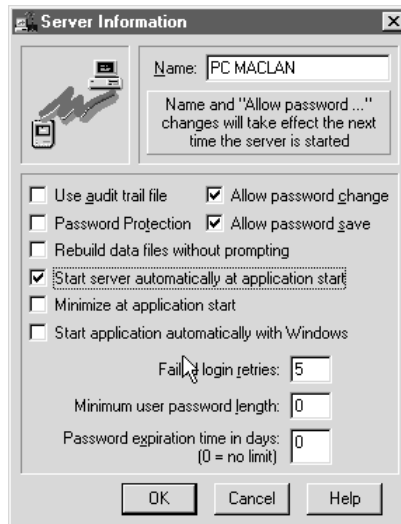 Server Information
Name: PC MACLAN
Name and "Allow password ..."
changes will take effect the next
time the server is started
Use audit trail file
Allow password change
Password Protection
Allow password save
Rebuild data files without prompting
Start server automatically at application start
Minimize at application start
Start application automatically with Windows
Failed login retries: 5
Minimum user password length: 0
Password expiration time in days: 0
(0 = no limit)
OK
Cancel
Help